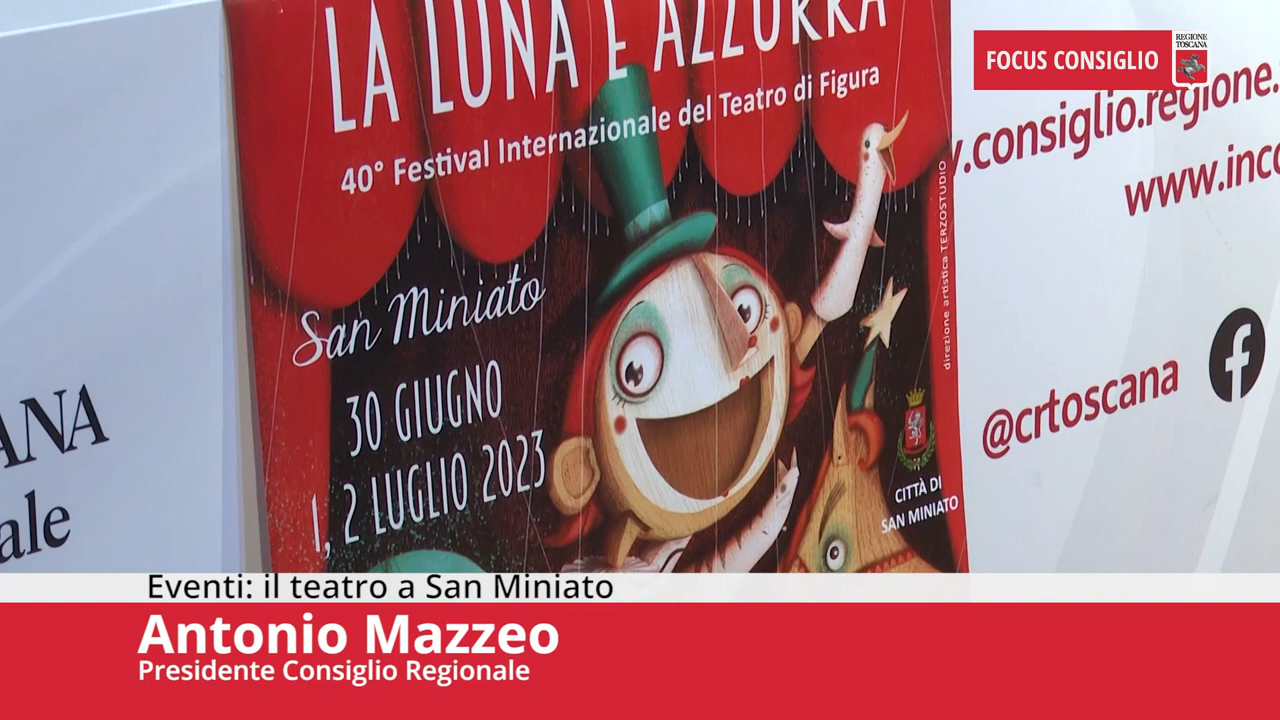 LA LUNA È AZZURRA
40° Festival Internazionale del Teatro di Figura
San Miniato
30 GIUGNO
1, 2 LUGLIO 2023
direzione artistica TERZOSTUDIO
CITTÀ DI
SAN MINIATO
FOCUS CONSIGLIO
REGIONE
TOSCANA
.consiglio.regione.
www.inco
@crtoscana
ANA
ale
Eventi: il teatro a San Miniato
Antonio Mazzeo
Presidente Consiglio Regionale